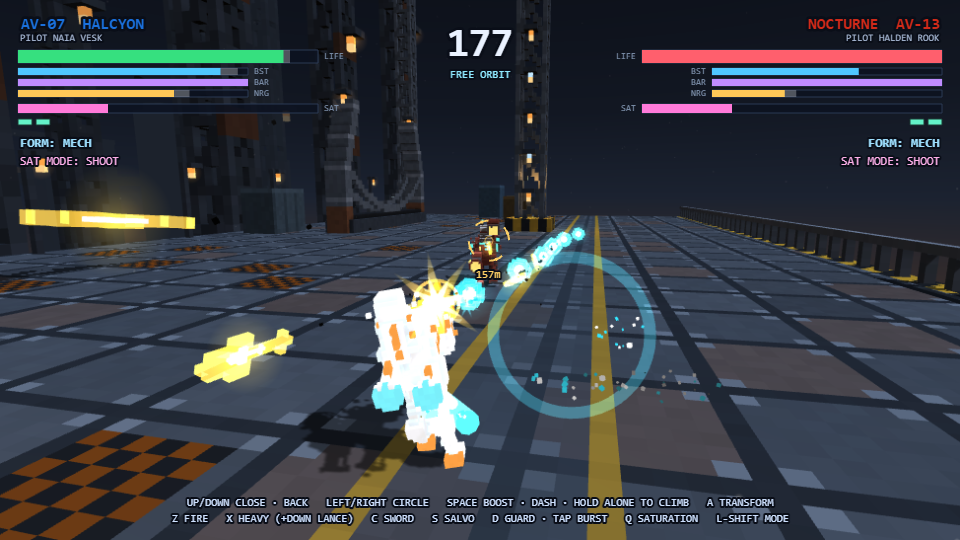 AV-07 HALCYON
PILOT NAIA VESK
LIFE
BST
BAR
NRG
SAT
FORM: MECH
SAT MODE: SHOOT
177
FREE ORBIT
NOCTURNE AV-13
PILOT HALDEN ROOK
LIFE
BST
BAR
NRG
SAT
FORM: MECH
SAT MODE: SHOOT
157m
UP/DOWN CLOSE · BACK LEFT/RIGHT CIRCLE SPACE BOOST · DASH · HOLD ALONE TO CLIMB A TRANSFORM
Z FIRE X HEAVY (+DOWN LANCE) C SWORD S SALVO D GUARD · TAP BURST Q SATURATION L-SHIFT MODE